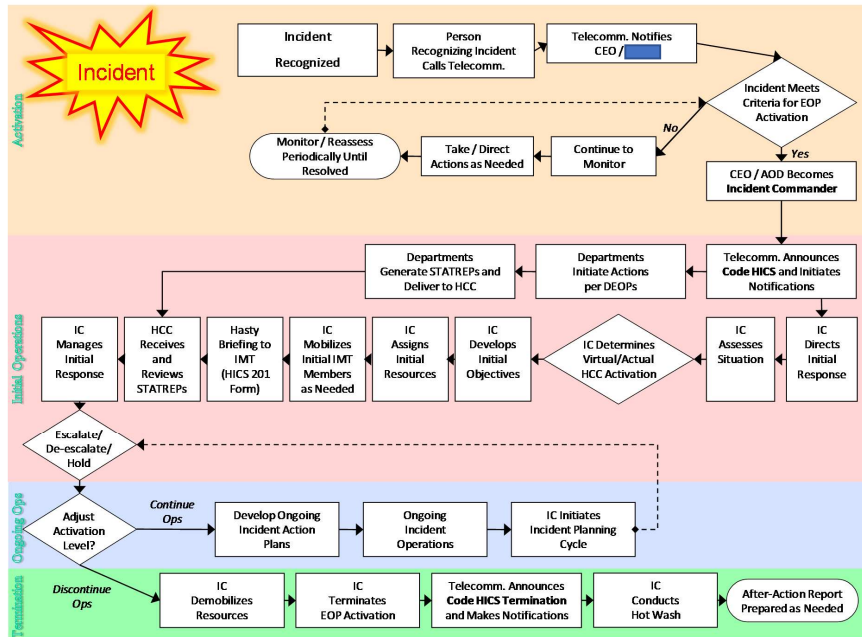 Activation
Incident
Incident
Recognized
Person
Recognizing Incident
Calls Telecomm.
Telecomm. Notifies
CEO /
Incident Meets
Criteria for EOP
Activation
No
Yes
Continue to
Monitor
Take / Direct
Actions as Needed
Monitor / Reassess
Periodically Until
Resolved
CEO / AOD Becomes
Incident Commander
Initial Operations
Telecomm. Announces
Code HICS and Initiates
Notifications
Departments
Initiate Actions
per DEOPs
Departments
Generate STATREPs and
Deliver to HCC
IC
Directs
Initial
Response
IC
Assesses
Situation
IC Determines
Virtual/Actual
HCC Activation
IC
Develops
Initial
Objectives
IC
Assigns
Initial
Resources
IC
Mobilizes
Initial IMT
Members
as Needed
Hasty
Briefing to
IMT
(HICS 201
Form)
HCC
Receives
and
Reviews
STATREPs
IC
Manages
Initial
Response
Escalate/
De-escalate/
Hold
Ongoing Ops
Adjust
Activation
Level?
Continue
Ops
Develop Ongoing
Incident Action
Plans
Ongoing
Incident
Operations
IC Initiates
Incident Planning
Cycle
Termination
Discontinue
Ops
IC
Demobilizes
Resources
IC
Terminates
EOP Activation
Telecomm. Announces
Code HICS Termination
and Makes Notifications
IC
Conducts
Hot Wash
After-Action Report
Prepared as Needed